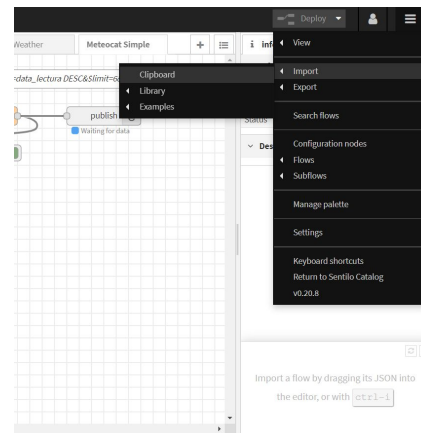 Deploy
Weather
Meteocat Simple
i
View
=data_lectura DESC&$limit=6
Clipboard
Import
Library
Export
Examples
publish
Status
Waiting for data
Search flows
Des
Configuration nodes
Flows
Subflows
Manage palette
Settings
Keyboard shortcuts
Return to Sentilo Catalog
v0.20.8
Import a flow by dragging its JSON into
the editor, or with ctrl-i